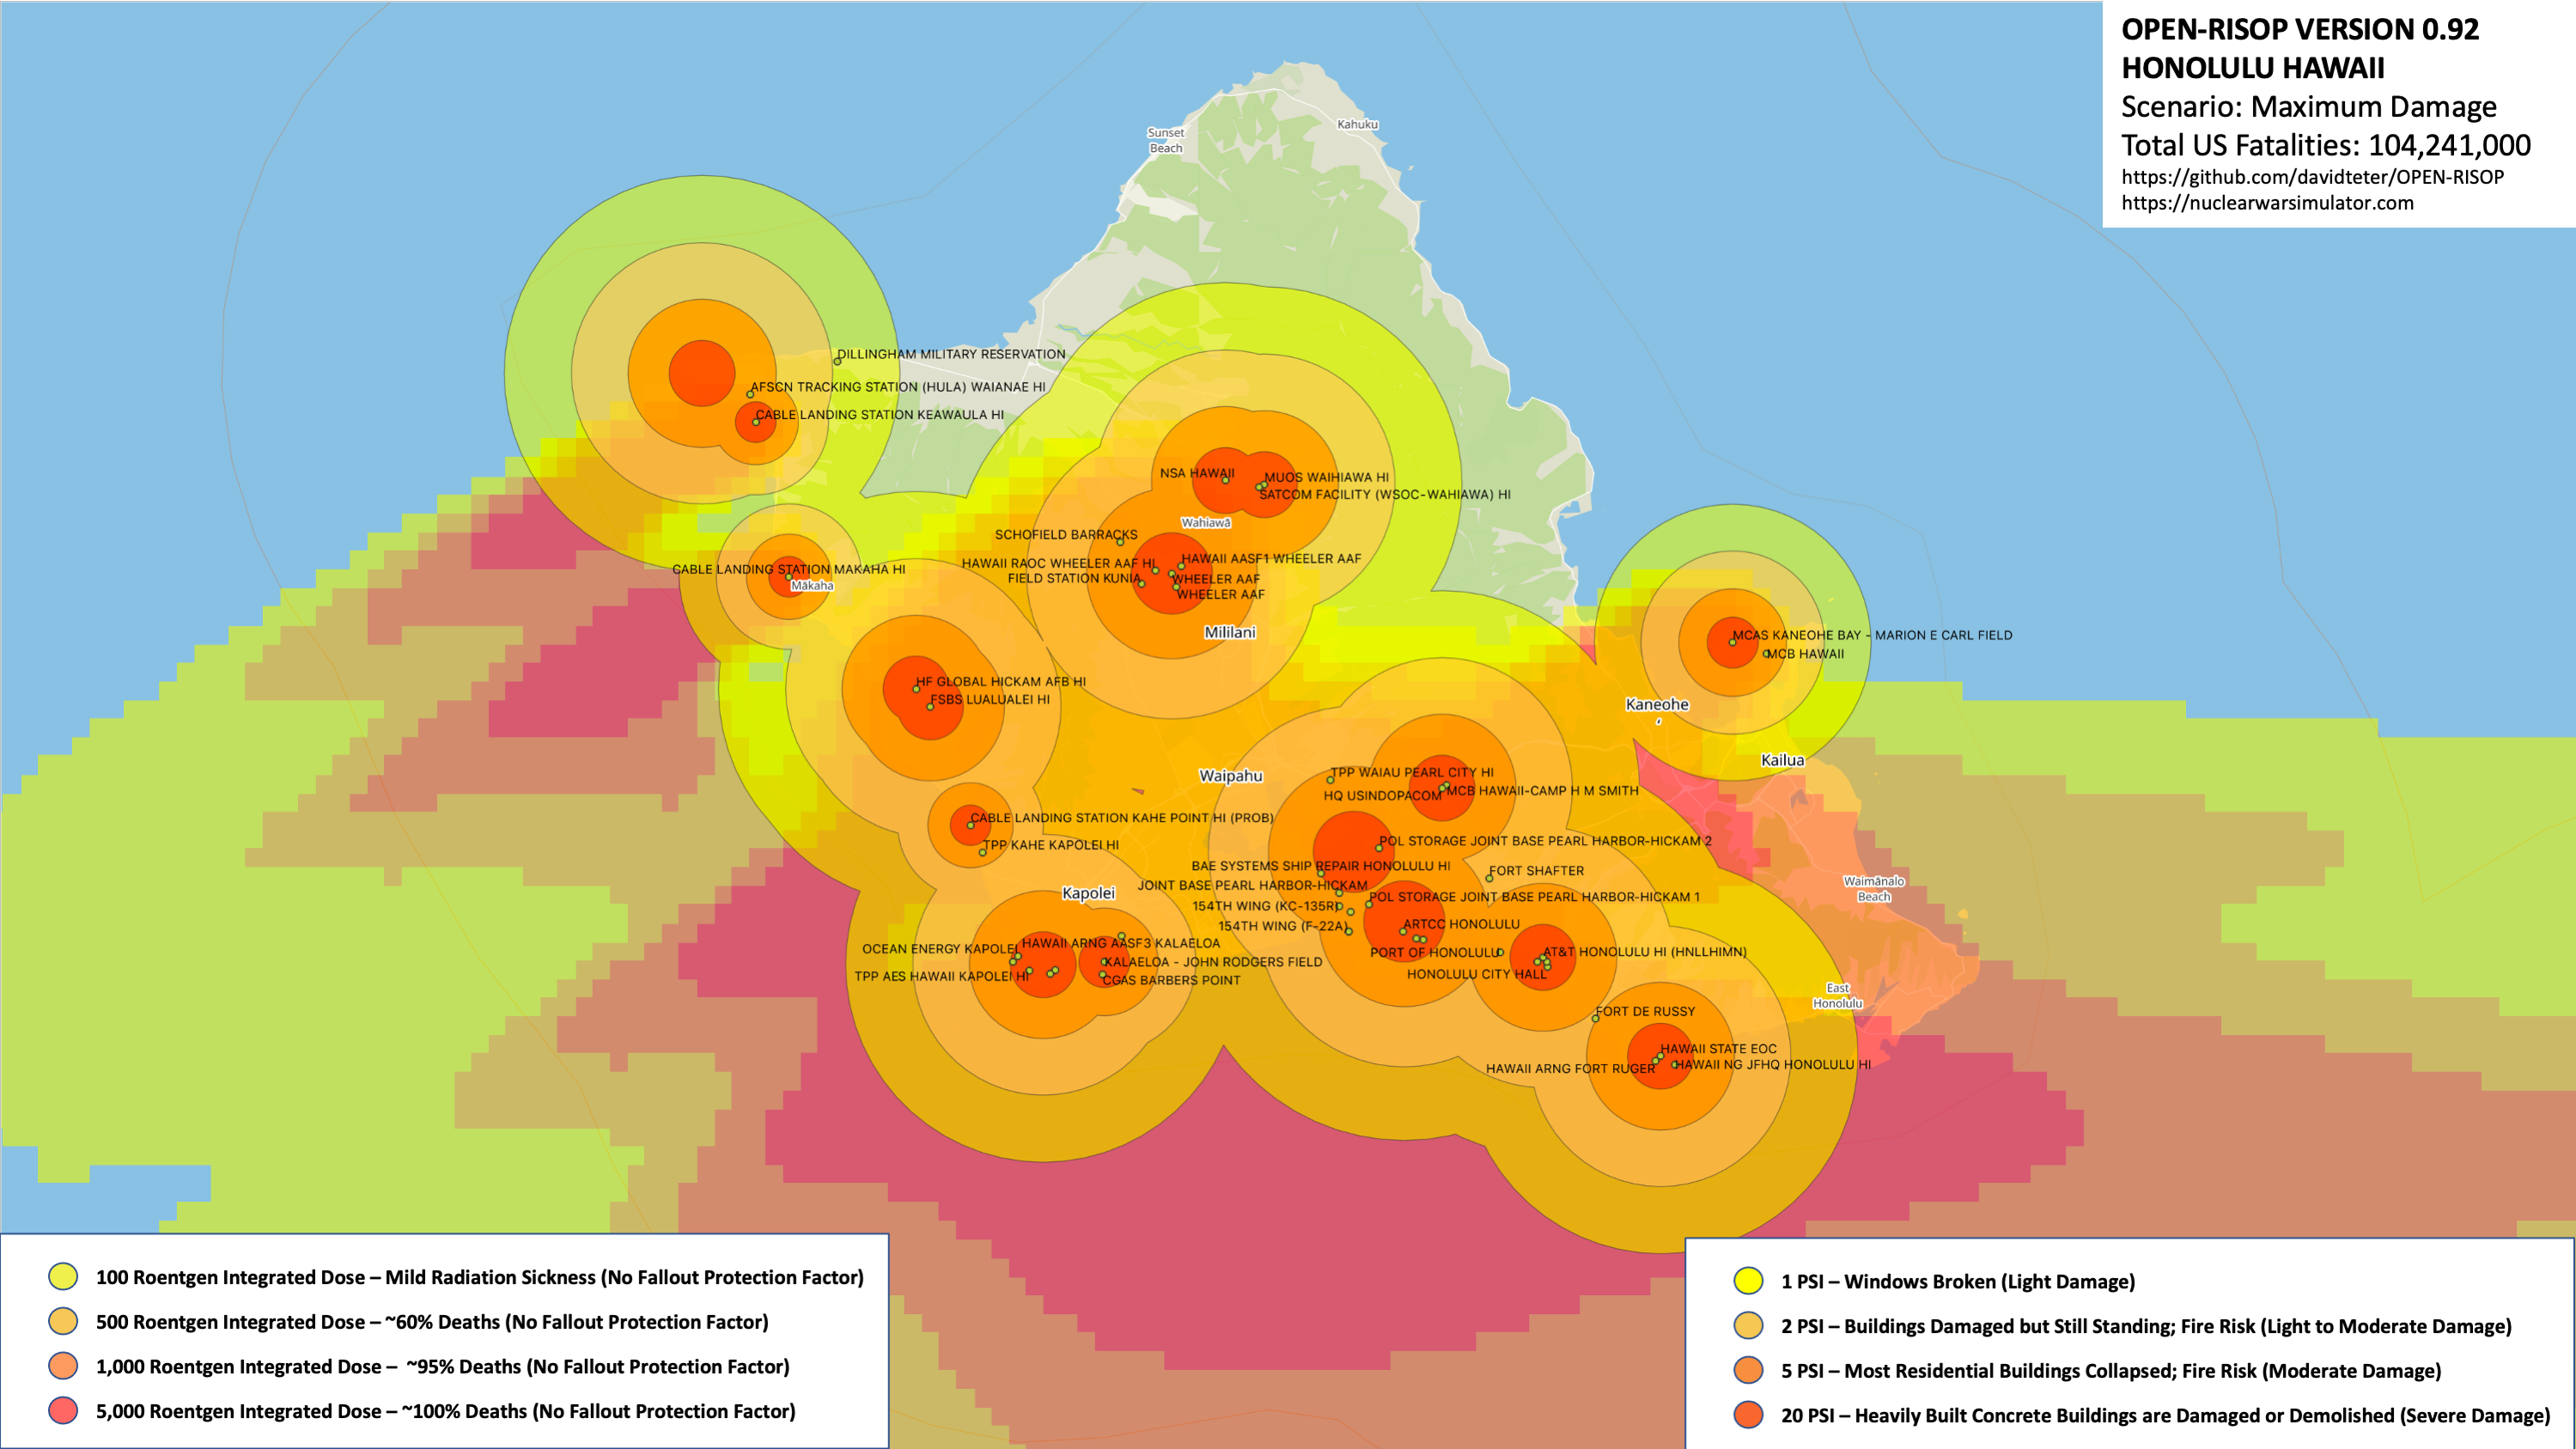 OPEN-RISOP VERSION 0.92
HONOLULU HAWAII
Scenario: Maximum Damage
Total US Fatalities: 104,241,000
https://github.com/davidteter/OPEN-RISOP
https://nuclearwarsimulator.com
Sunset
Beach
Kahuku
DILLINGHAM MILITARY RESERVATION
AFSCN TRACKING STATION (HULA) WAIANAE HI
CABLE LANDING STATION KEAWAULA HI
NSA HAWAII
MUOS WAIHIAWA HI
SATCOM FACILITY (WSOC-WAHIAWA) HI
Wahiawā
SCHOFIELD BARRACKS
HAWAII AASF1 WHEELER AAF
HAWAII RAOC WHEELER AAF HI
FIELD STATION KUNIA
WHEELER AAF
WHEELER AAF
CABLE LANDING STATION MAKAHA HI
Mākaha
Mililani
MCAS KANEOHE BAY - MARION E CARL FIELD
MCB HAWAII
HF GLOBAL HICKAM AFB HI
FSBS LUALUALEI HI
Kaneohe
Kailua
Waipahu
TPP WAIAU PEARL CITY HI
HQ USINDOPACOM
MCB HAWAII-CAMP H M SMITH
CABLE LANDING STATION KAHE POINT HI (PROB)
TPP KAHE KAPOLEI HI
POL STORAGE JOINT BASE PEARL HARBOR-HICKAM 2
BAE SYSTEMS SHIP REPAIR HONOLULU HI
FORT SHAFTER
JOINT BASE PEARL HARBOR-HICKAM
Kapolei
Waimānalo
Beach
POL STORAGE JOINT BASE PEARL HARBOR-HICKAM 1
154TH WING (KC-135R)
154TH WING (F-22A)
ARTCC HONOLULU
OCEAN ENERGY KAPOLEI
HAWAII ARNG AASF3 KALAELOA
PORT OF HONOLULU
AT&T HONOLULU HI (HNLLHIMN)
KALAELOA - JOHN RODGERS FIELD
TPP AES HAWAII KAPOLEI HI
CGAS BARBERS POINT
HONOLULU CITY HALL
East
Honolulu
FORT DE RUSSY
HAWAII STATE EOC
HAWAII ARNG FORT RUGER
HAWAII NG JFHQ HONOLULU HI
100 Roentgen Integrated Dose – Mild Radiation Sickness (No Fallout Protection Factor)
500 Roentgen Integrated Dose – ~60% Deaths (No Fallout Protection Factor)
1,000 Roentgen Integrated Dose – ~95% Deaths (No Fallout Protection Factor)
5,000 Roentgen Integrated Dose – ~100% Deaths (No Fallout Protection Factor)
1 PSI – Windows Broken (Light Damage)
2 PSI – Buildings Damaged but Still Standing; Fire Risk (Light to Moderate Damage)
5 PSI – Most Residential Buildings Collapsed; Fire Risk (Moderate Damage)
20 PSI – Heavily Built Concrete Buildings are Damaged or Demolished (Severe Damage)